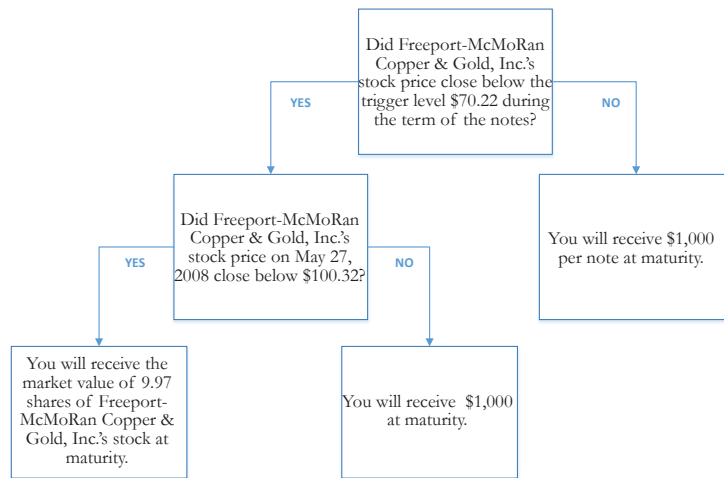 Did Freeport-McMoRan
Copper & Gold, Inc.'s
stock price close below the
trigger level $70.22 during
the term of the notes?
YES
NO
Did Freeport-McMoRan
Copper & Gold, Inc.'s
stock price on May 27,
2008 close below $100.32?
You will receive $1,000
per note at maturity.
YES
NO
You will receive the
market value of 9.97
shares of Freeport-
McMoRan Copper &
Gold, Inc.'s stock at
maturity.
You will receive $1,000
at maturity.